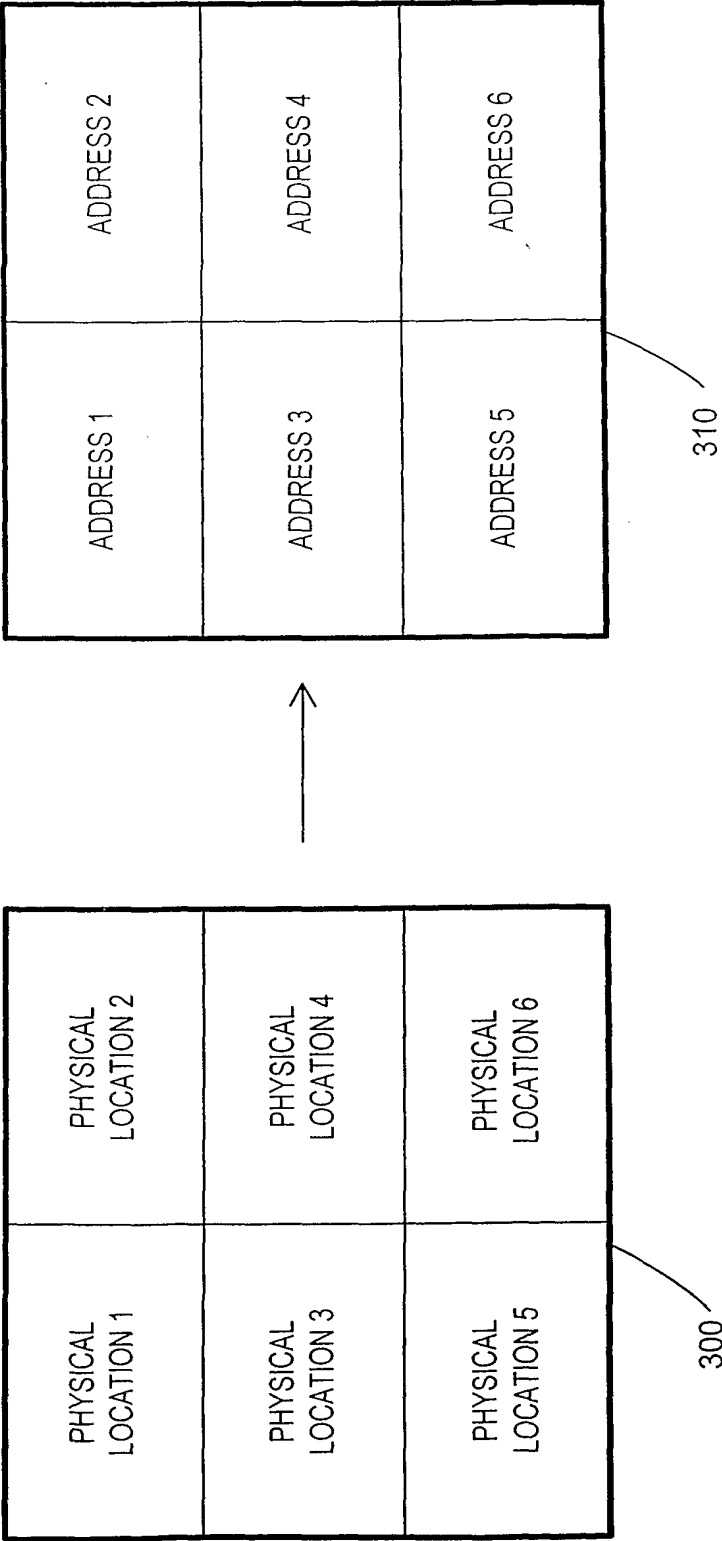 PHYSICAL
LOCATION 1
PHYSICAL
LOCATION 2
PHYSICAL
LOCATION 3
PHYSICAL
LOCATION 4
PHYSICAL
LOCATION 5
PHYSICAL
LOCATION 6
300
ADDRESS 1
ADDRESS 2
ADDRESS 3
ADDRESS 4
ADDRESS 5
ADDRESS 6
310